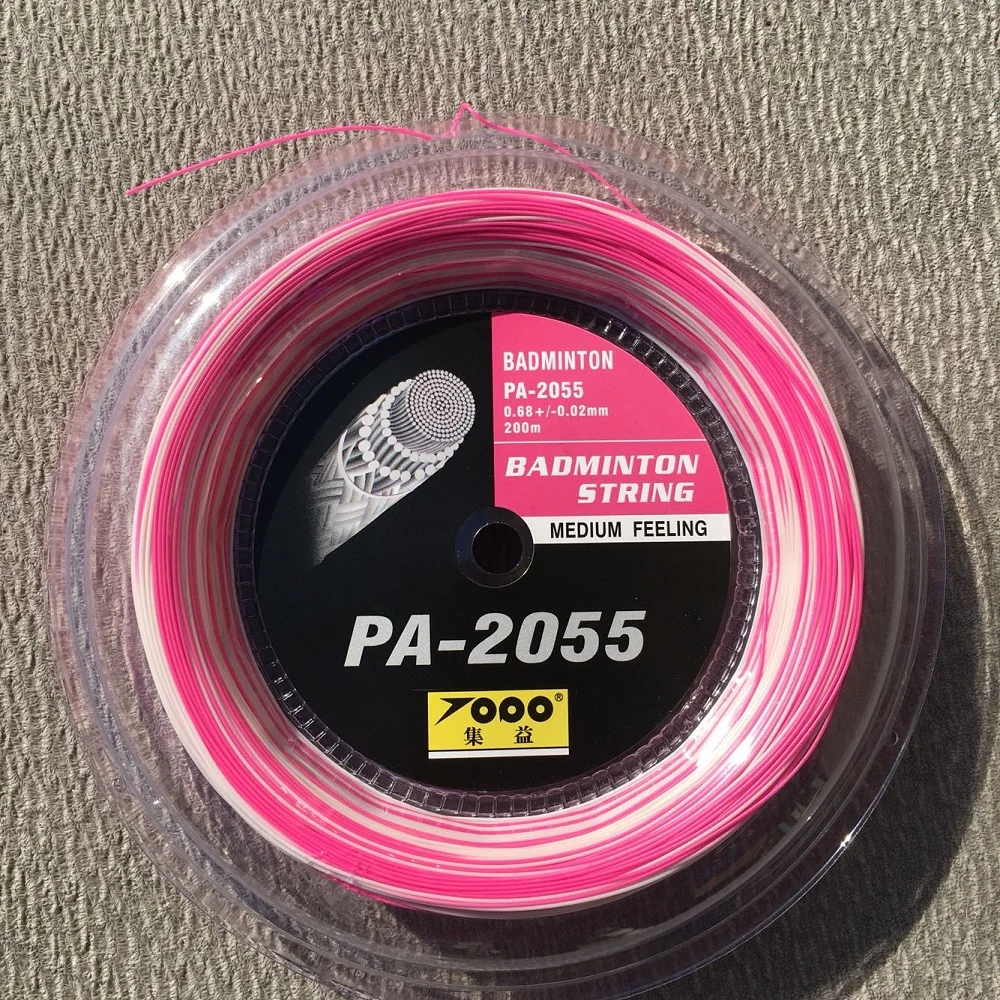 BADMINTON
PA-2055
0.68+/-0.02mm
200m
BADMINTON
STRING
MEDIUM FEELING
PA-2055
7000®
集益